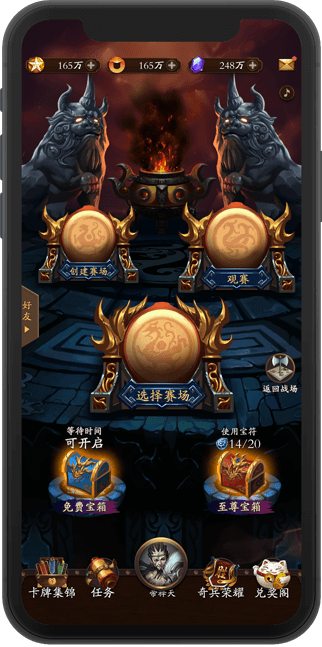 165万
165万
248万
创建赛场
观赛
好友
选择赛场
返回战场
等待时间
可开启
使用宝符
14/20
免费宝箱
至尊宝箱
卡牌集锦
任务
帝释天
奇兵荣耀
兑奖阁